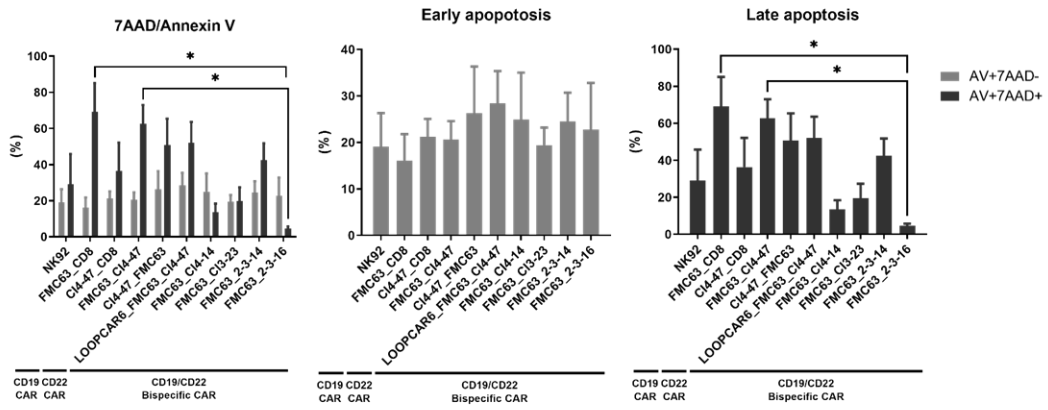 7AAD/Annexin V
*
*
100
80
60
40
20
0
(%)
NK92
FMC63_CD8
Cl4-47_CD8
FMC63_Cl4-47
Cl4-47_FMC63
LOOPCAR6_FMC63_Cl4-47
FMC63_Cl4-14
FMC63_Cl3-23
FMC63_2-3-14
FMC63_2-3-16
CD19 CD22 CD19/CD22
CAR CAR Bispecific CAR
Early apopotosis
40
30
20
10
0
(%)
NK92
FMC63_CD8
Cl4-47_CD8
FMC63_Cl4-47
Cl4-47_FMC63
LOOPCAR6_FMC63_Cl4-47
FMC63_Cl4-14
FMC63_Cl3-23
FMC63_2-3-14
FMC63_2-3-16
CD19 CD22 CD19/CD22
CAR CAR Bispecific CAR
Late apoptosis
*
*
100
80
60
40
20
0
(%)
NK92
FMC63_CD8
Cl4-47_CD8
FMC63_Cl4-47
Cl4-47_FMC63
LOOPCAR6_FMC63_Cl4-47
FMC63_Cl4-14
FMC63_Cl3-23
FMC63_2-3-14
FMC63_2-3-16
CD19 CD22 CD19/CD22
CAR CAR Bispecific CAR
AV+7AAD-
AV+7AAD+